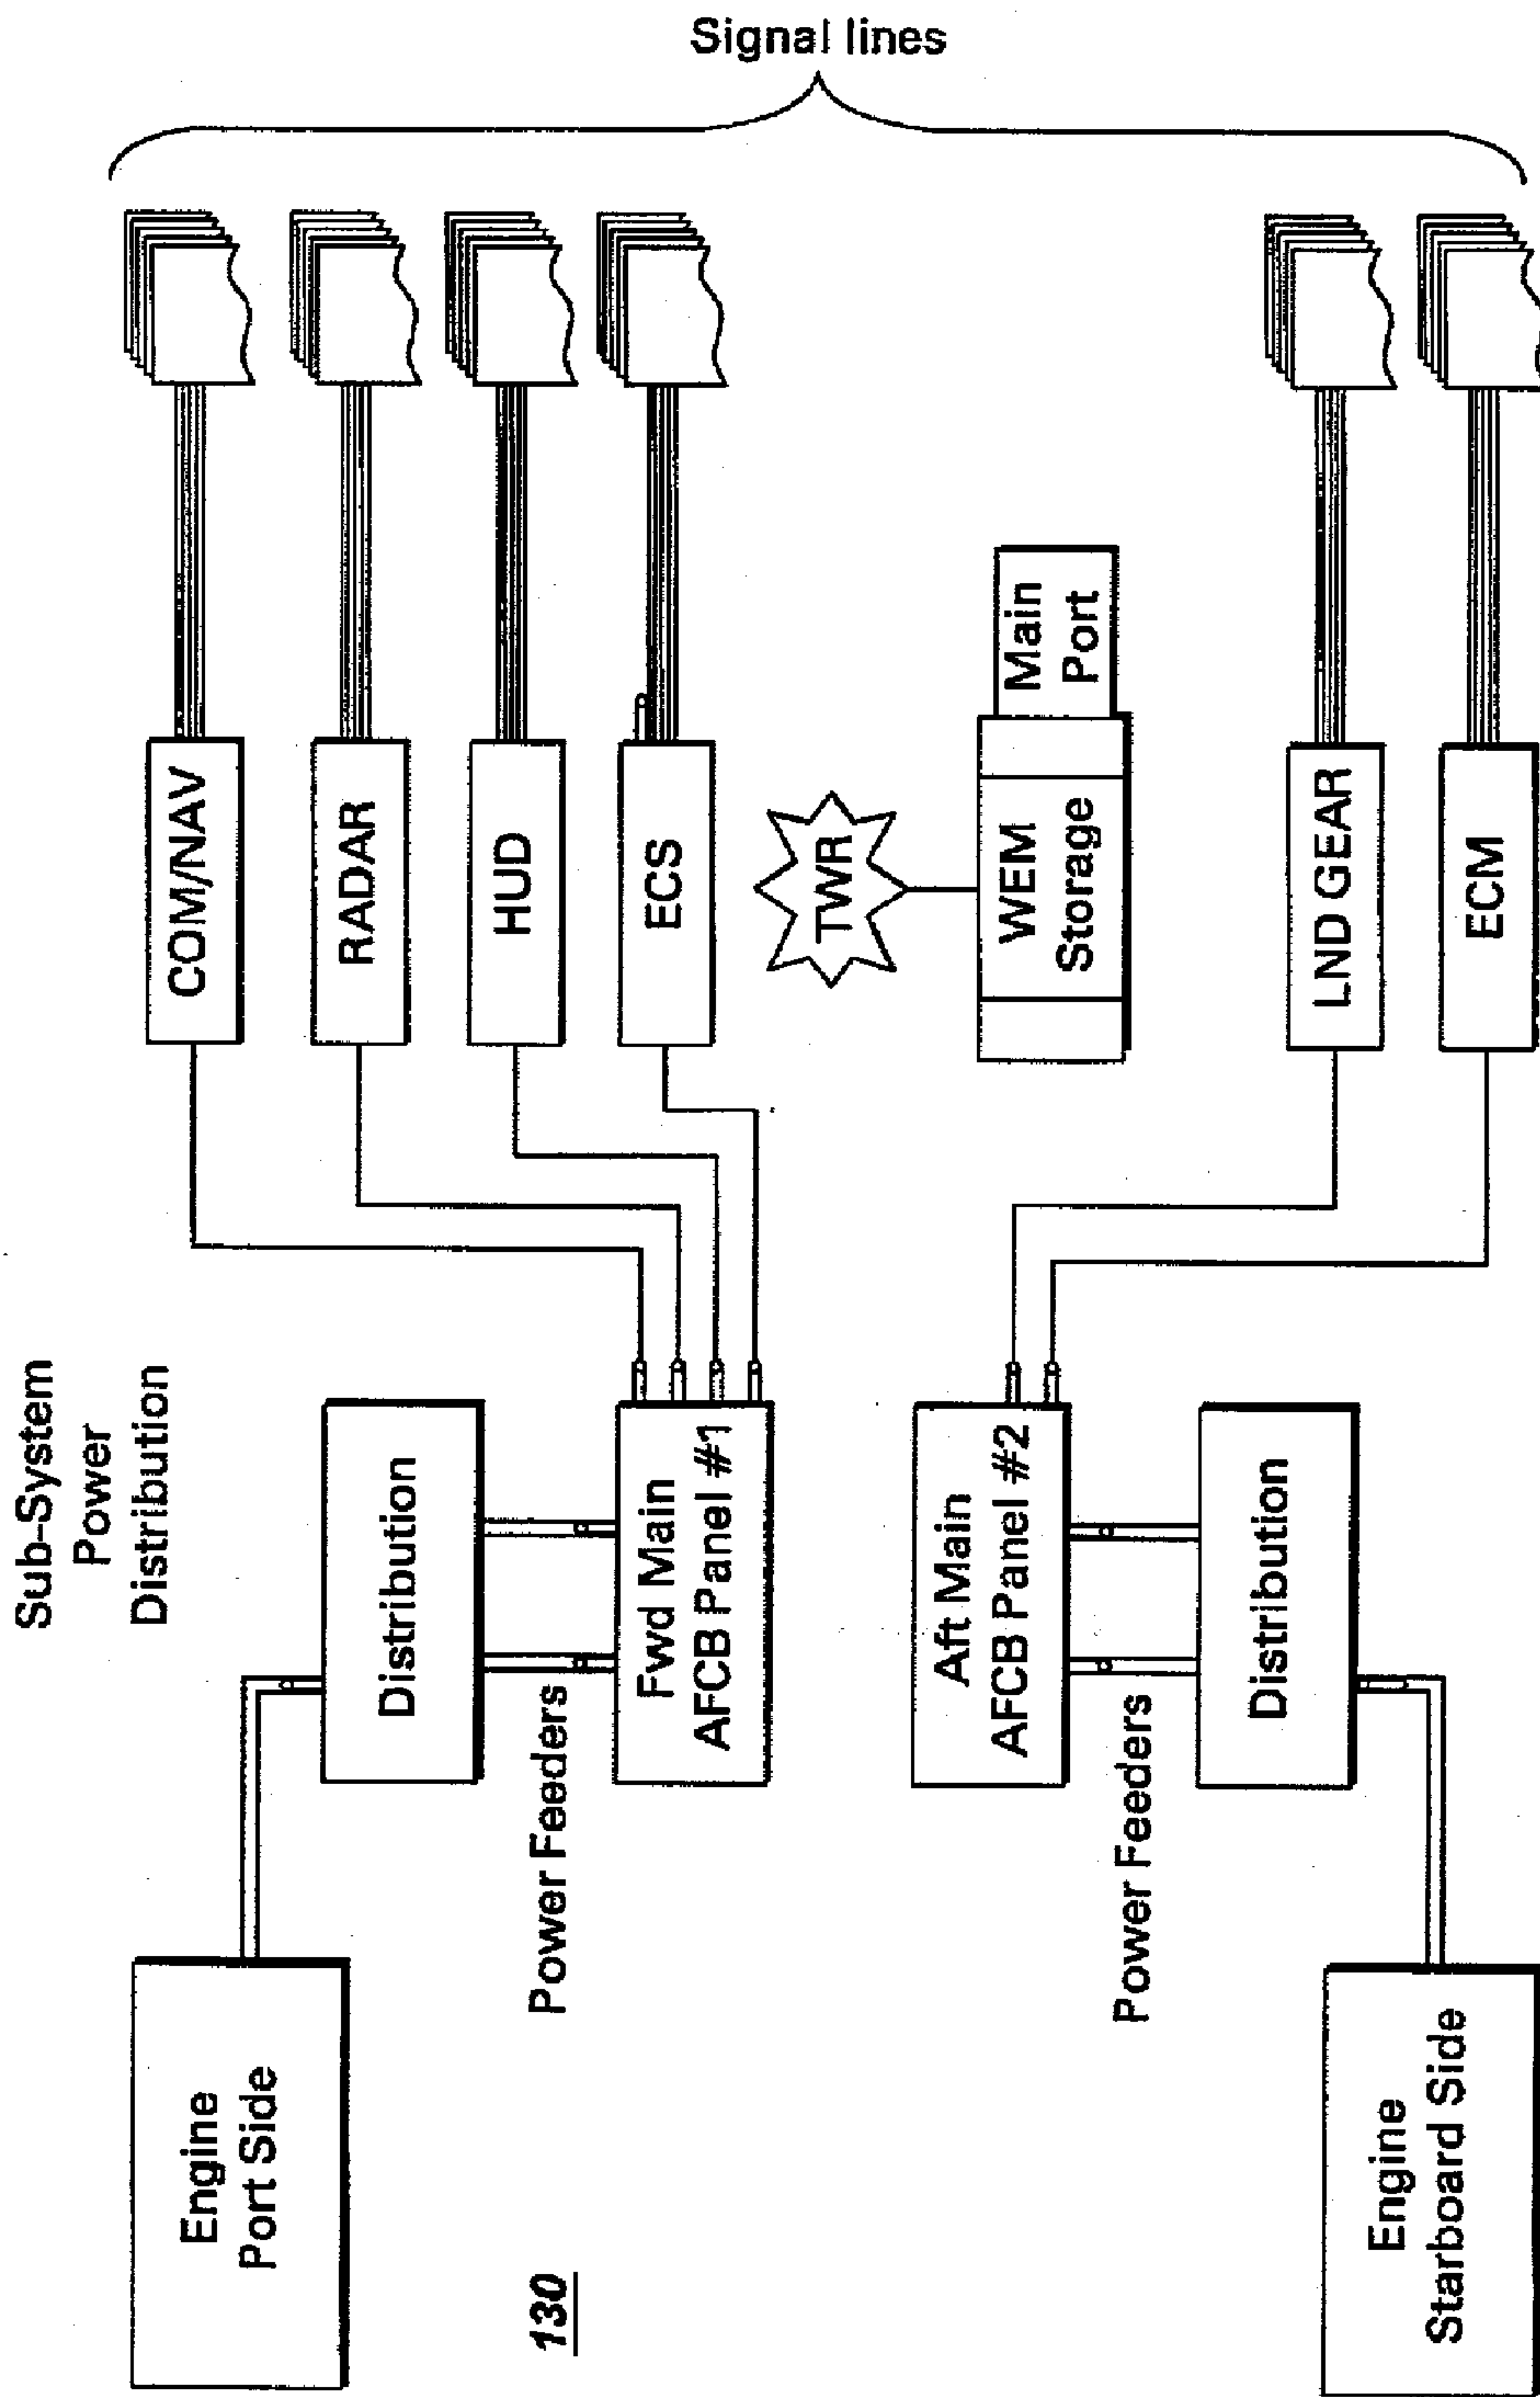 Sub-System
Power
Distribution
Signal lines
Engine
Port Side
Distribution
Power Feeders
Fwd Main
AFCB Panel #1
COM/NAV
RADAR
HUD
ECS
TWR
WEM
Storage
Main
Port
130
Aft Main
AFCB Panel #2
Power Feeders
Distribution
LND GEAR
ECM
Engine
Starboard Side